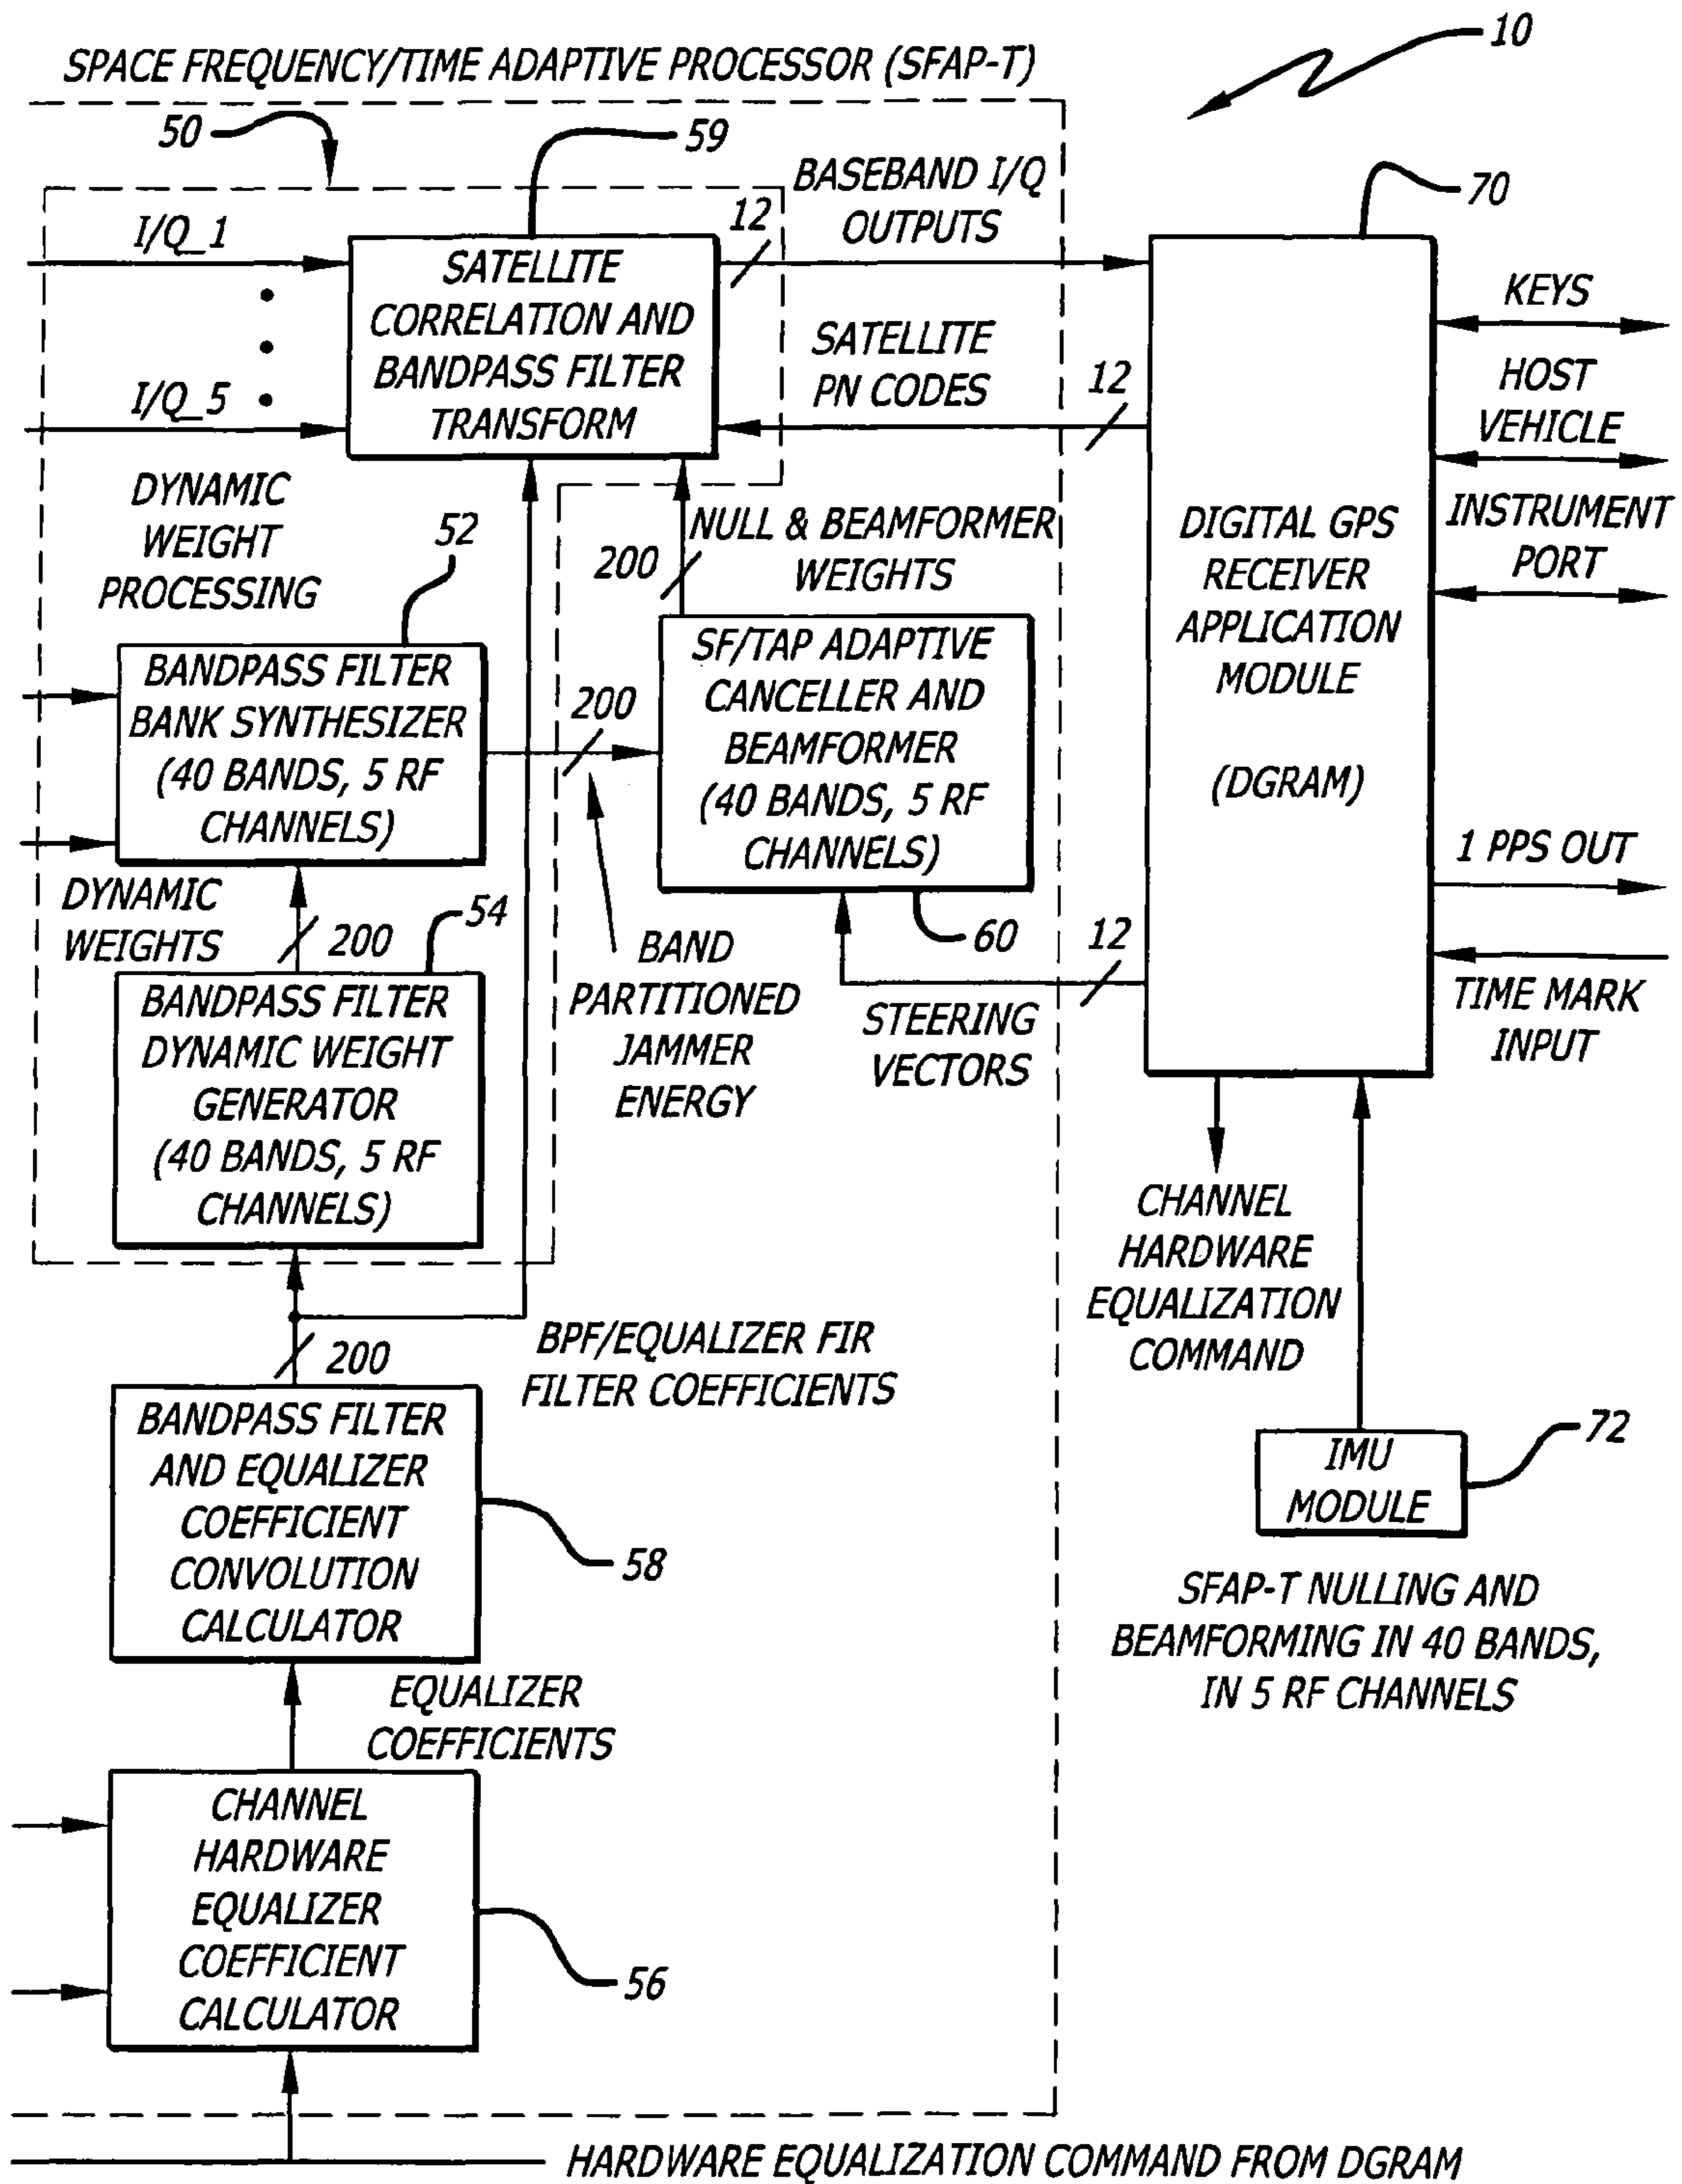 10
SPACE FREQUENCY/TIME ADAPTIVE PROCESSOR (SFAP-T)
50
59
BASEBAND I/Q
OUTPUTS
70
I/Q_1
12
SATELLITE
CORRELATION AND
BANDPASS FILTER
TRANSFORM
I/Q_5
SATELLITE
PN CODES
12
KEYS
HOST
VEHICLE
INSTRUMENT
PORT
DYNAMIC
WEIGHT
PROCESSING
52
200
NULL & BEAMFORMER
WEIGHTS
DIGITAL GPS
RECEIVER
APPLICATION
MODULE
(DGRAM)
BANDPASS FILTER
BANK SYNTHESIZER
(40 BANDS, 5 RF
CHANNELS)
200
SF/TAP ADAPTIVE
CANCELLER AND
BEAMFORMER
(40 BANDS, 5 RF
CHANNELS)
1 PPS OUT
DYNAMIC
WEIGHTS
200
54
BAND
PARTITIONED
JAMMER
ENERGY
60
12
STEERING
VECTORS
TIME MARK
INPUT
BANDPASS FILTER
DYNAMIC WEIGHT
GENERATOR
(40 BANDS, 5 RF
CHANNELS)
CHANNEL
HARDWARE
EQUALIZATION
COMMAND
200
BPF/EQUALIZER FIR
FILTER COEFFICIENTS
BANDPASS FILTER
AND EQUALIZER
COEFFICIENT
CONVOLUTION
CALCULATOR
58
IMU
MODULE
72
SFAP-T NULLING AND
BEAMFORMING IN 40 BANDS,
IN 5 RF CHANNELS
EQUALIZER
COEFFICIENTS
CHANNEL
HARDWARE
EQUALIZER
COEFFICIENT
CALCULATOR
56
HARDWARE EQUALIZATION COMMAND FROM DGRAM